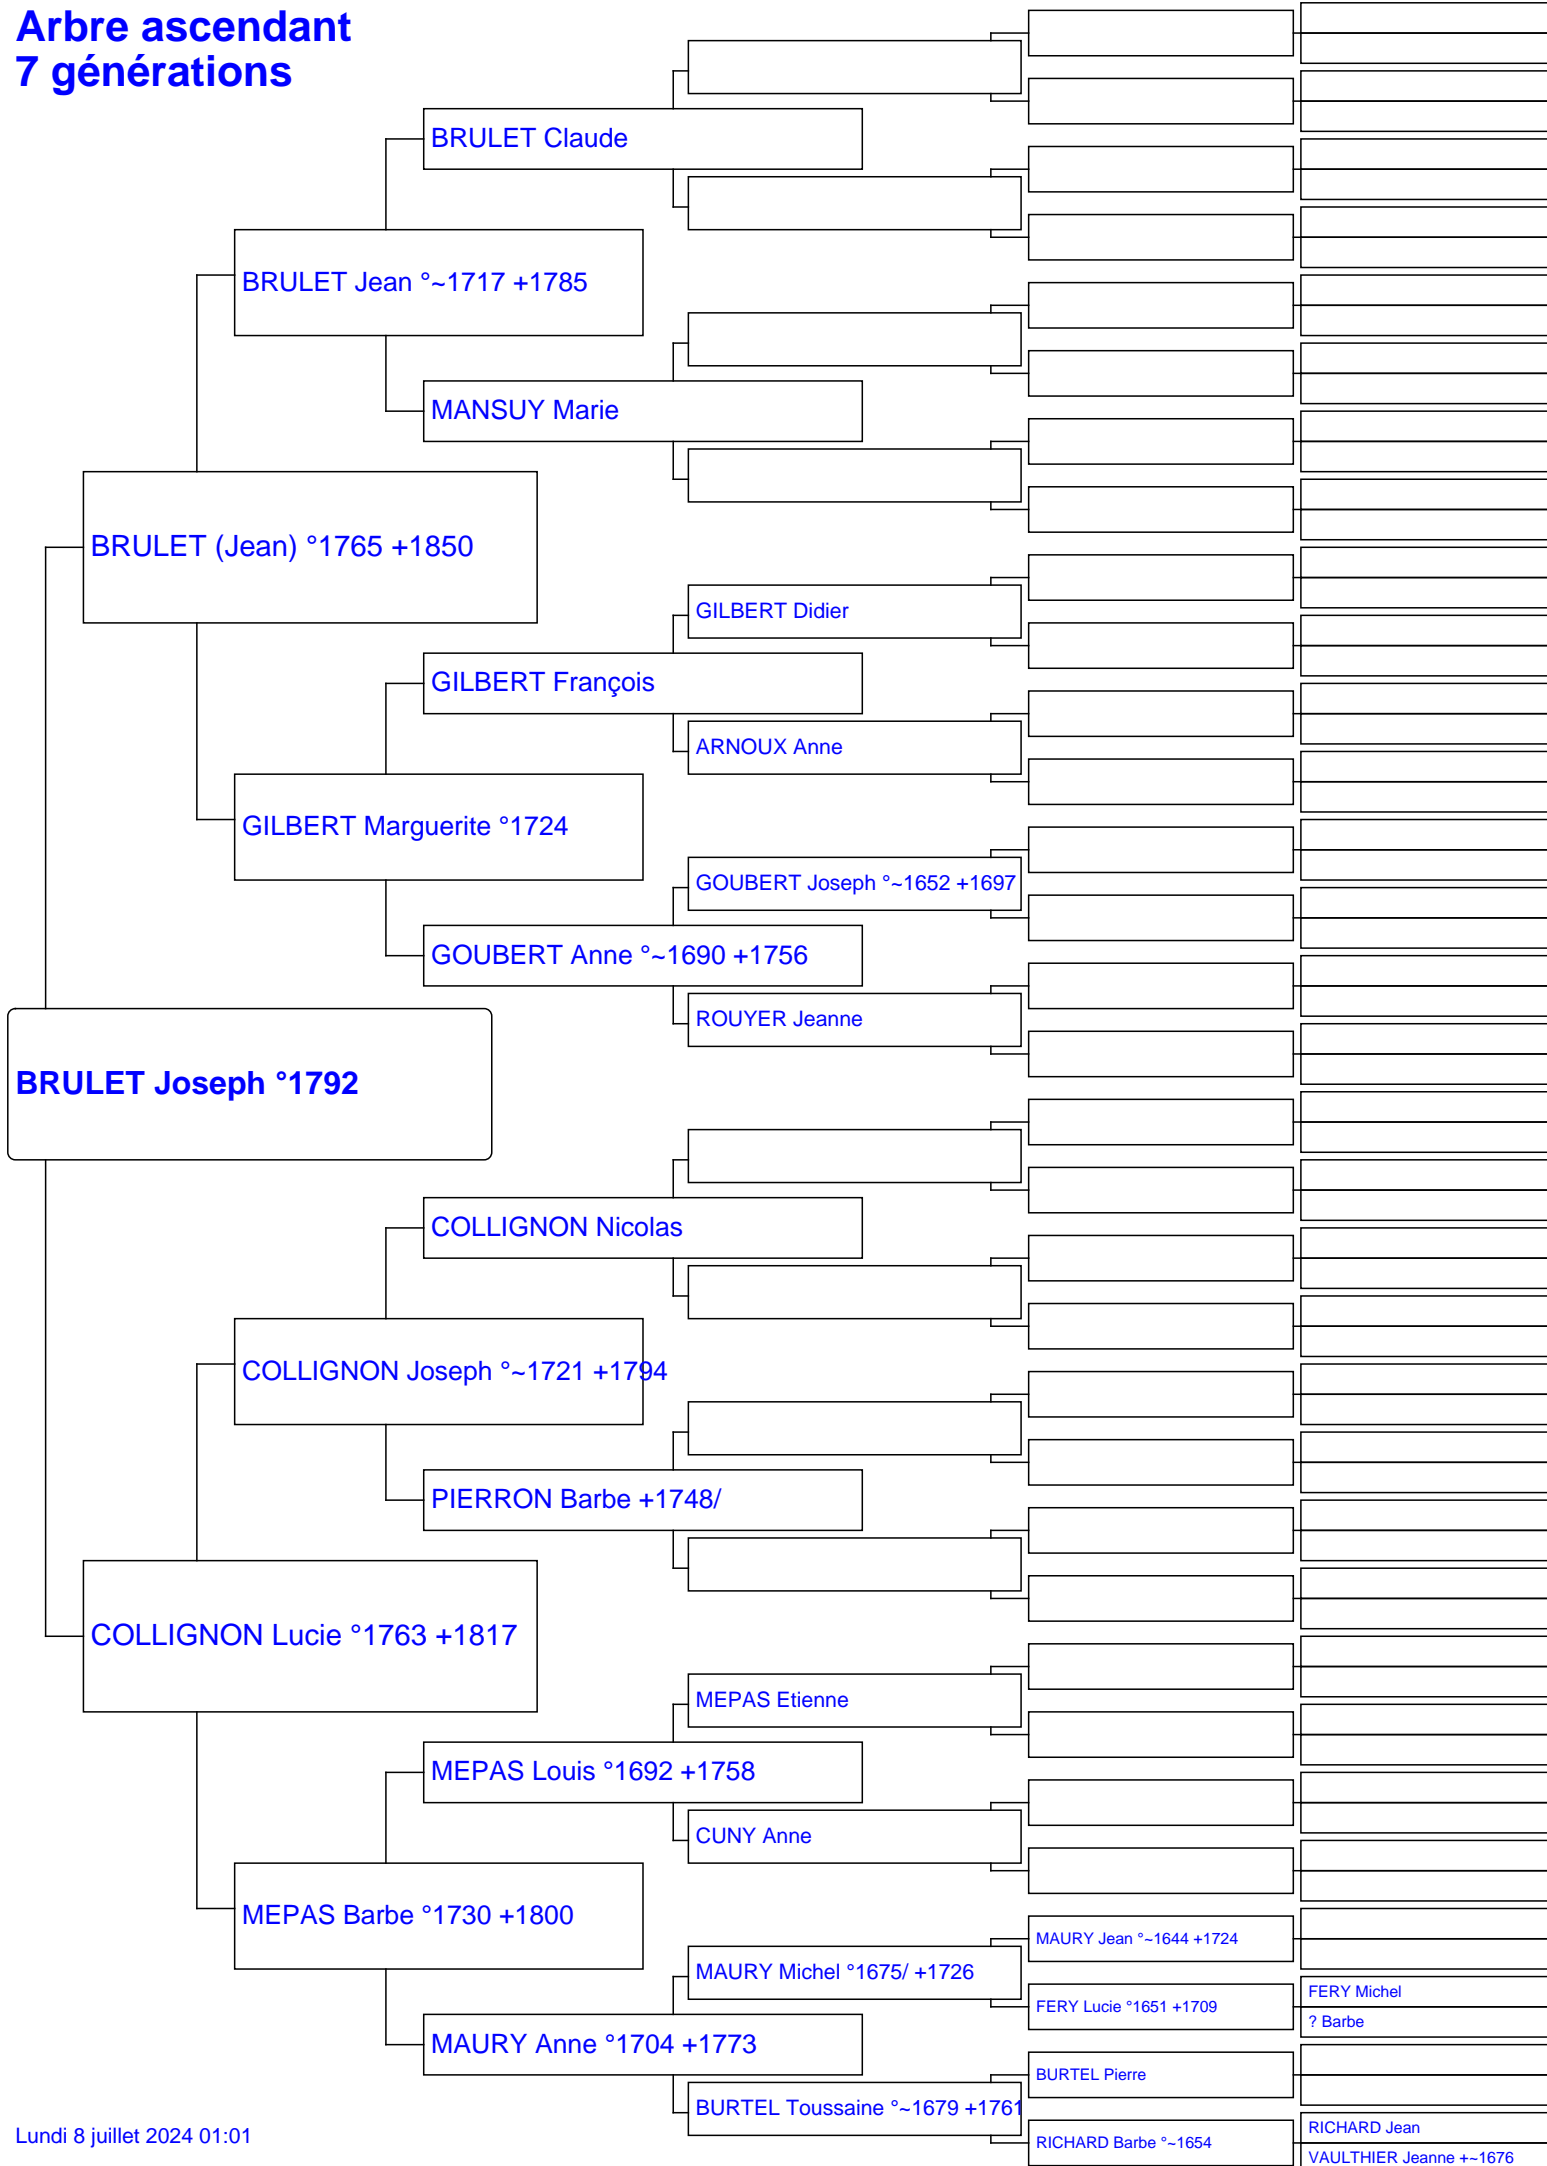 Arbre ascendant
7 générations
BRULET Claude
BRULET Jean °~1717 +1785
MANSUY Marie
BRULET (Jean) °1765 +1850
GILBERT Didier
GILBERT François
ARNOUX Anne
GILBERT Marguerite °1724
GOUBERT Joseph °~1652 +1697
GOUBERT Anne °~1690 +1756
ROUYER Jeanne
BRULET Joseph °1792
COLLIGNON Nicolas
COLLIGNON Joseph °~1721 +1794
PIERRON Barbe +1748/
COLLIGNON Lucie °1763 +1817
MEPAS Etienne
MEPAS Louis °1692 +1758
CUNY Anne
MEPAS Barbe °1730 +1800
MAURY Jean °~1644 +1724
MAURY Michel °1675/ +1726
FERY Michel
FERY Lucie °1651 +1709
? Barbe
MAURY Anne °1704 +1773
BURTEL Pierre
BURTEL Toussaine °~1679 +1761
RICHARD Jean
RICHARD Barbe °~1654
VAULTHIER Jeanne +~1676
Lundi 8 juillet 2024 01:01